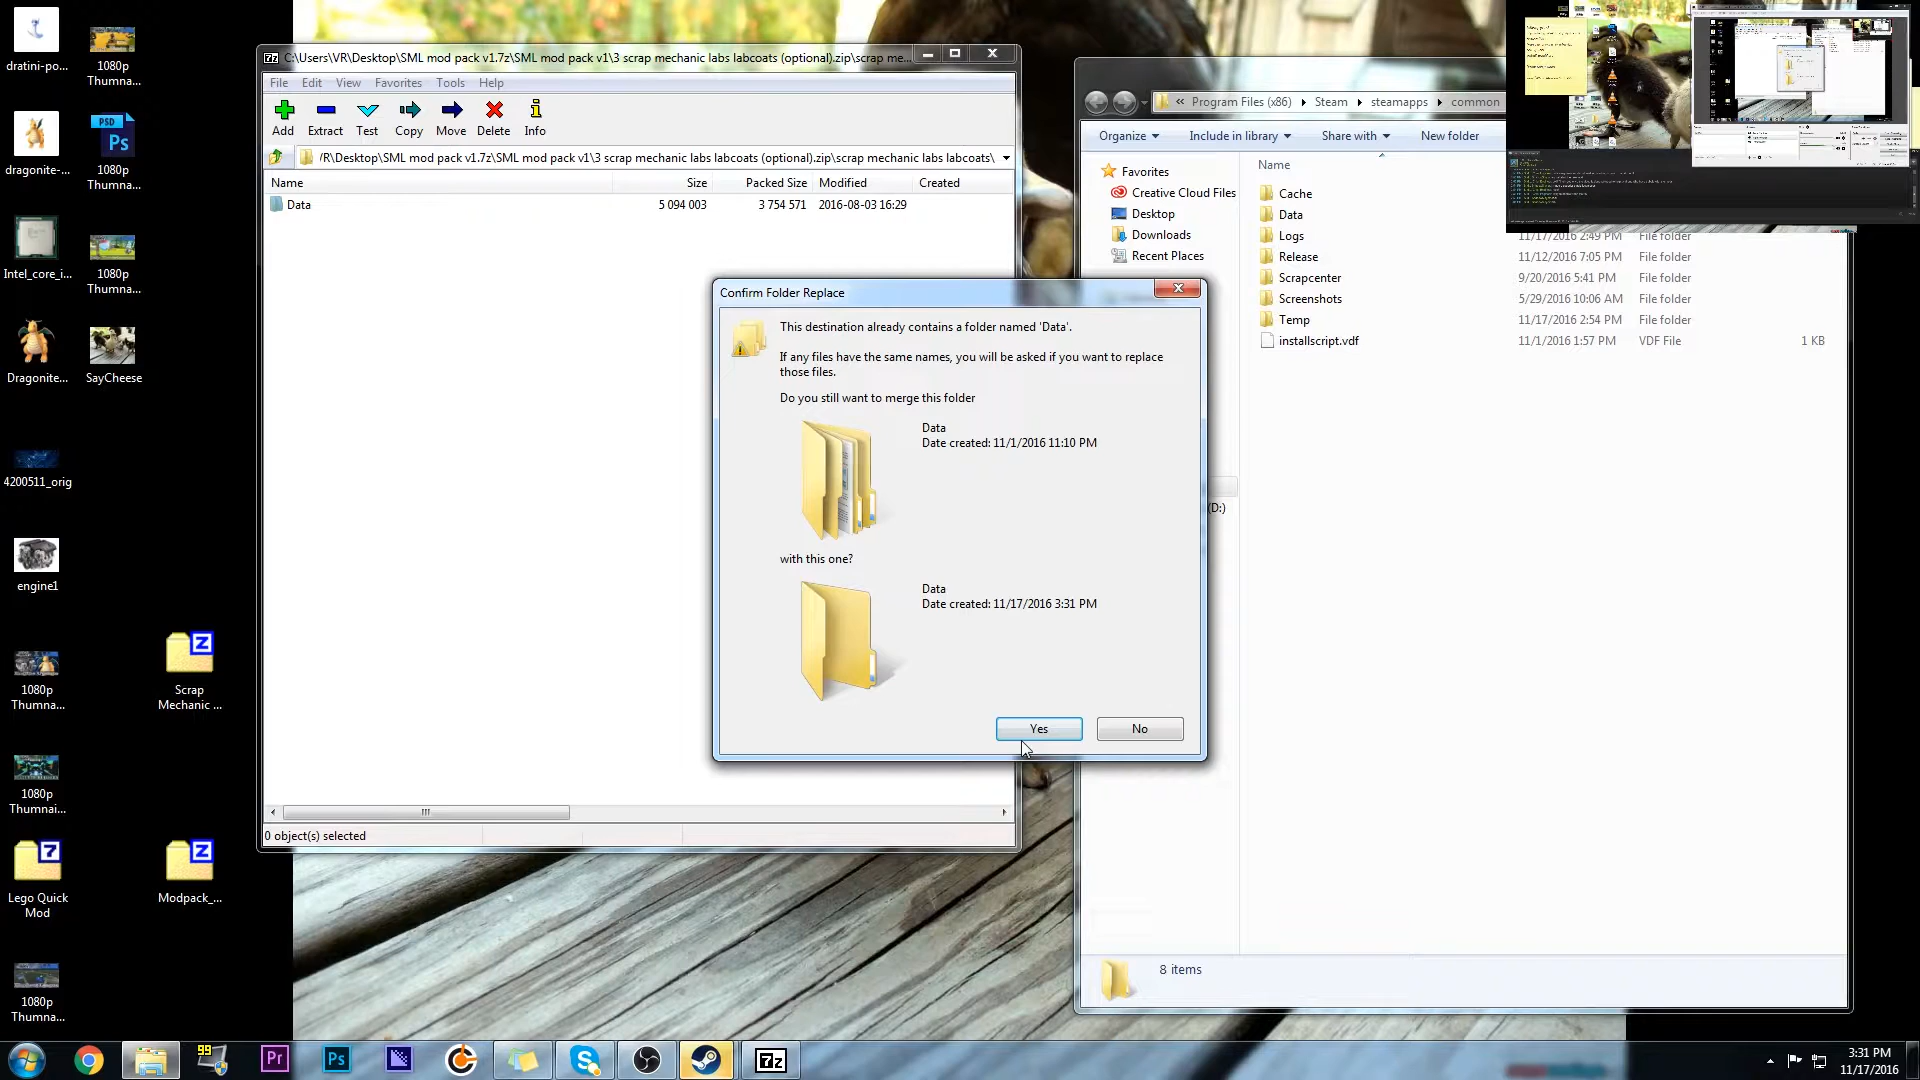 dratini-po...
1080p
Thumna...
dragonite-...
1080p
Thumna...
Intel_core_i...
1080p
Thumna...
Dragonite...
SayCheese
4200511_orig
engine1
1080p
Thumna...
Scrap
Mechanic ...
1080p
Thumnai...
Lego Quick
Mod
Modpack_...
1080p
Thumna...
C:\Users\VR\Desktop\SML mod pack v1.7z\SML mod pack v1\3 scrap mechanic labs labcoats (optional).zip\scrap me...
File Edit View Favorites Tools Help
Add Extract Test Copy Move Delete Info
/R\Desktop\SML mod pack v1.7z\SML mod pack v1\3 scrap mechanic labs labcoats (optional).zip\scrap mechanic labs labcoats\
Name Size Packed Size Modified Created
Data 5 094 003 3 754 571 2016-08-03 16:29
0 object(s) selected
Confirm Folder Replace
This destination already contains a folder named 'Data'.
If any files have the same names, you will be asked if you want to replace
those files.
Do you still want to merge this folder
Data
Date created: 11/1/2016 11:10 PM
with this one?
Data
Date created: 11/17/2016 3:31 PM
Yes No
« Program Files (x86) Steam steamapps common
Organize Include in library Share with New folder
Favorites
Creative Cloud Files
Desktop
Downloads
Recent Places
(D:)
Name
Cache
Data
Logs 11/17/2016 2:49 PM File folder
Release 11/12/2016 7:05 PM File folder
Scrapcenter 9/20/2016 5:41 PM File folder
Screenshots 5/29/2016 10:06 AM File folder
Temp 11/17/2016 2:54 PM File folder
installscript.vdf 11/1/2016 1:57 PM VDF File 1 KB
8 items
99
Pr
Ps
7z
3:31 PM
11/17/2016